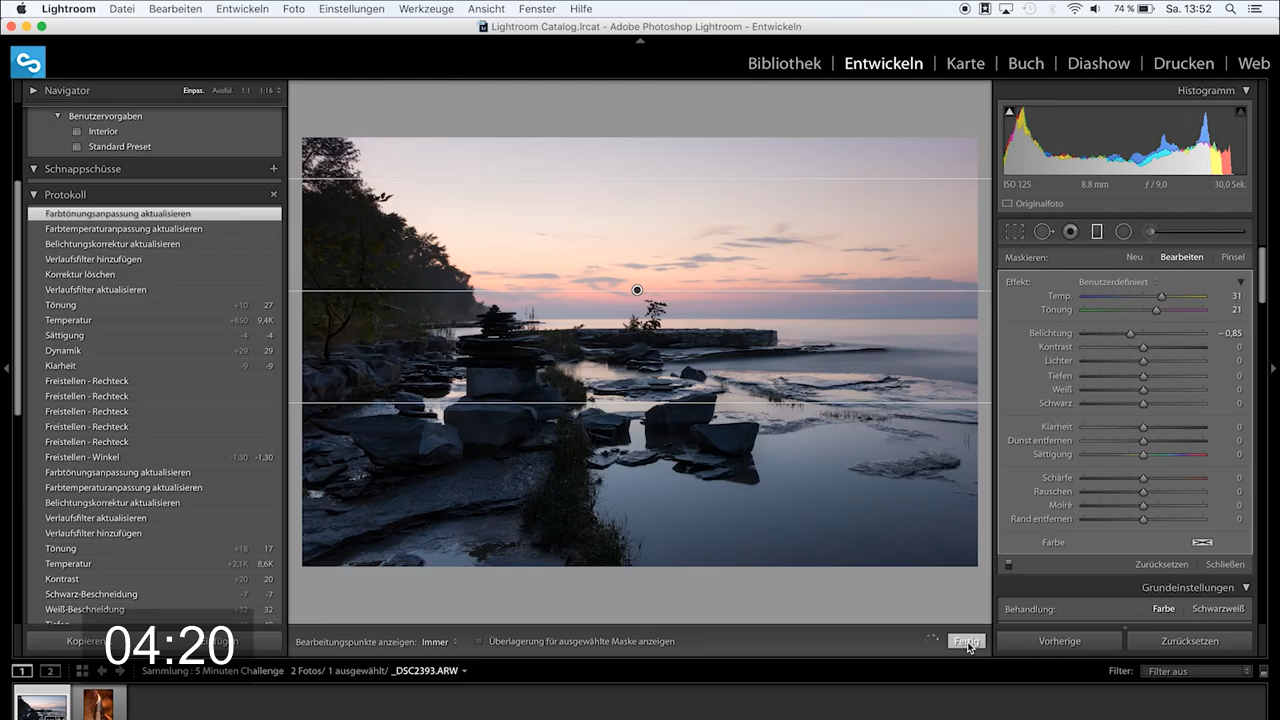 Lightroom Datei Bearbeiten Entwickeln Foto Einstellungen Werkzeuge Ansicht Fenster Hilfe 74 % Sa. 13:52
Lightroom Catalog.lrcat - Adobe Photoshop Lightroom - Entwickeln
Bibliothek Entwickeln Karte Buch Diashow Drucken Web
Navigator Einpas. Ausfül. 1:1 1:16
Benutzervorgaben
Interior
Standard Preset
Schnappschüsse +
Protokoll
Farbtönungsanpassung aktualisieren
Farbtemperaturanpassung aktualisieren
Belichtungskorrektur aktualisieren
Verlaufsfilter hinzufügen
Korrektur löschen
Verlaufsfilter aktualisieren
Tönung +10 27
Temperatur +850 9,4K
Sättigung -4 -4
Dynamik +29 29
Klarheit -9 -9
Freistellen - Rechteck
Freistellen - Rechteck
Freistellen - Rechteck
Freistellen - Rechteck
Freistellen - Rechteck
Freistellen - Winkel -1,30 -1,30
Farbtönungsanpassung aktualisieren
Farbtemperaturanpassung aktualisieren
Belichtungskorrektur aktualisieren
Verlaufsfilter aktualisieren
Verlaufsfilter hinzufügen
Tönung +18 17
Temperatur +2,1K 8,6K
Kontrast +20 20
Schwarz-Beschneidung -7 -7
Weiß-Beschneidung +32 32
04:20
Bearbeitungspunkte anzeigen: Immer Überlagerung für ausgewählte Maske anzeigen Fertig
Histogramm
ISO 125 8.8 mm ƒ / 9,0 30,0 Sek.
Originalfoto
Maskieren: Neu Bearbeiten Pinsel
Effekt: Benutzerdefiniert
Temp. 31
Tönung 21
Belichtung – 0,85
Kontrast 0
Lichter 0
Tiefen 0
Weiß 0
Schwarz 0
Klarheit 0
Dunst entfernen 0
Sättigung 0
Schärfe 0
Rauschen 0
Moiré 0
Rand entfernen 0
Farbe
Zurücksetzen Schließen
Grundeinstellungen
Behandlung: Farbe Schwarzweiß
Vorherige Zurücksetzen
1 2 Sammlung : 5 Minuten Challenge 2 Fotos/ 1 ausgewählt/ _DSC2393.ARW Filter: Filter aus